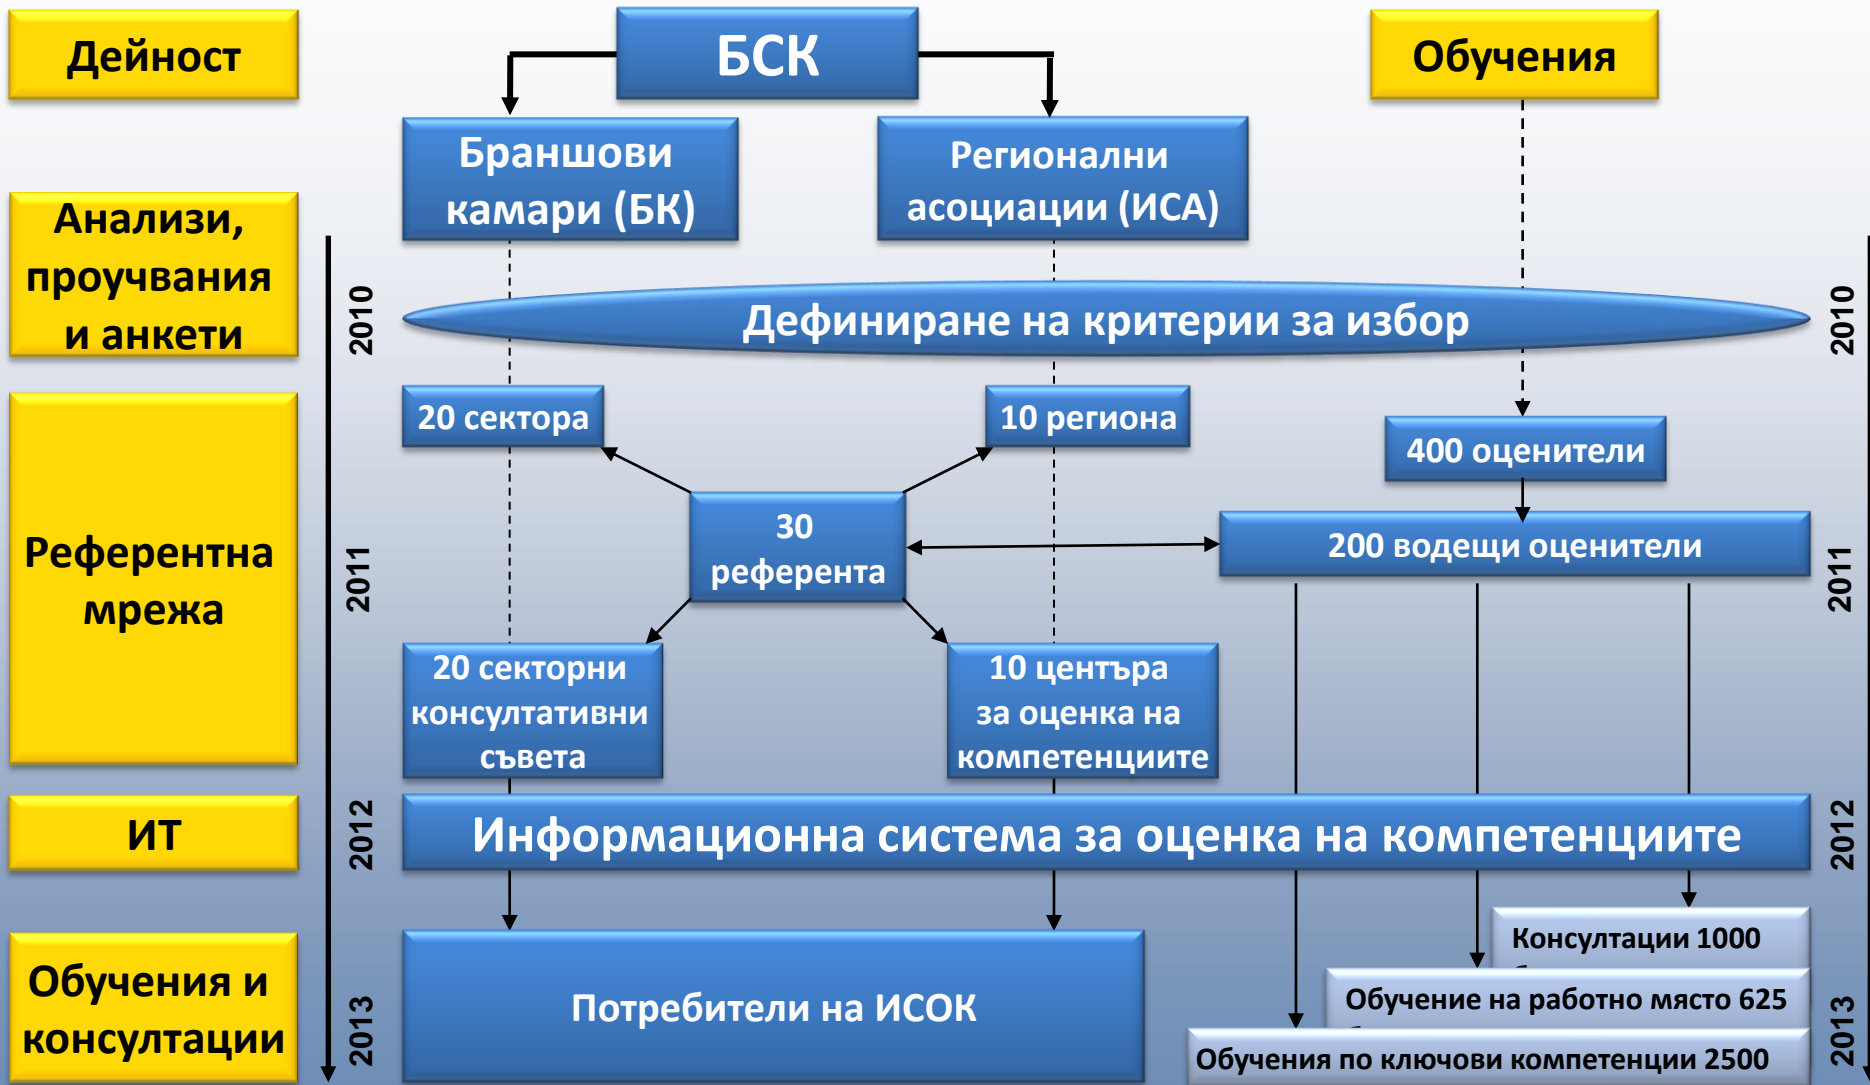 Дейност
БСК
Обучения
Браншови
камари (БК)
Регионални
асоциации (ИСА)
Анализи,
проучвания
и анкети
2010
Дефиниране на критерии за избор
2010
20 сектора
10 региона
400 оценители
Референтна
мрежа
2011
30
референта
200 водещи оценители
2011
20 секторни
консултативни
съвета
10 центъра
за оценка на
компетенциите
ИТ
2012
Информационна система за оценка на компетенциите
2012
Обучения и
консултации
2013
Потребители на ИСОК
Консултации 1000
Обучение на работно място 625
Обучения по ключови компетенции 2500
2013